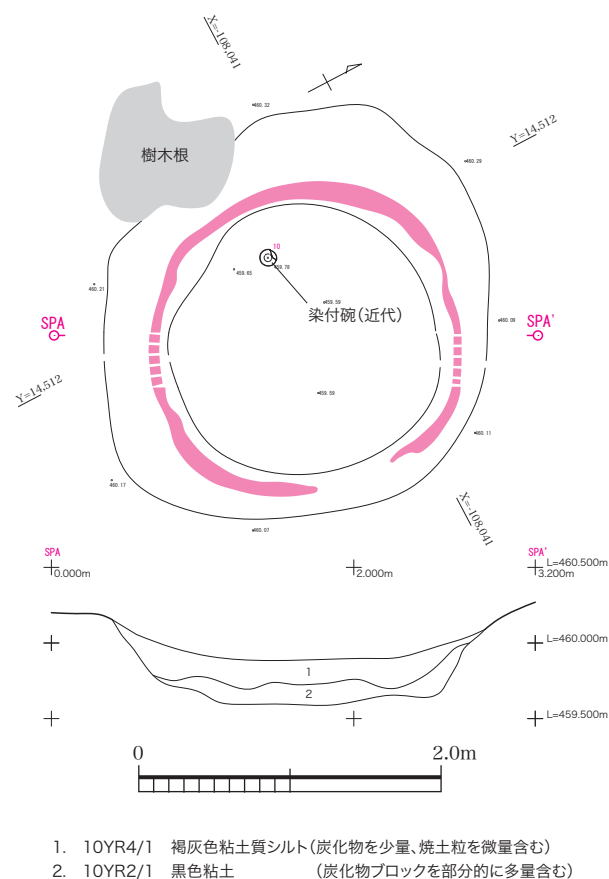 X=-108,041
460.32
Y=14,512
樹木根
460.29
10
459.65
459.78
460.21
459.59
染付碗(近代)
SPA
SPA'
460.09
Y=14,512
459.59
460.11
460.17
X=-108,041
460.07
SPA
SPA'
0.000m
2.000m
3.200m
L=460.500m
L=460.000m
1
2
L=459.500m
0
2.0m
1. 10YR4/1 褐灰色粘土質シルト(炭化物を少量、焼土粒を微量含む)
2. 10YR2/1 黒色粘土 (炭化物ブロックを部分的に多量含む)